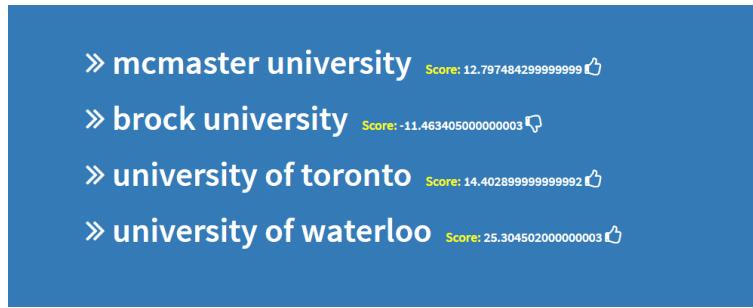 » mcmaster university Score: 12.797484299999999
» brock university Score: -11.463405000000003
» university of toronto Score: 14.402899999999992
» university of waterloo Score: 25.304502000000003